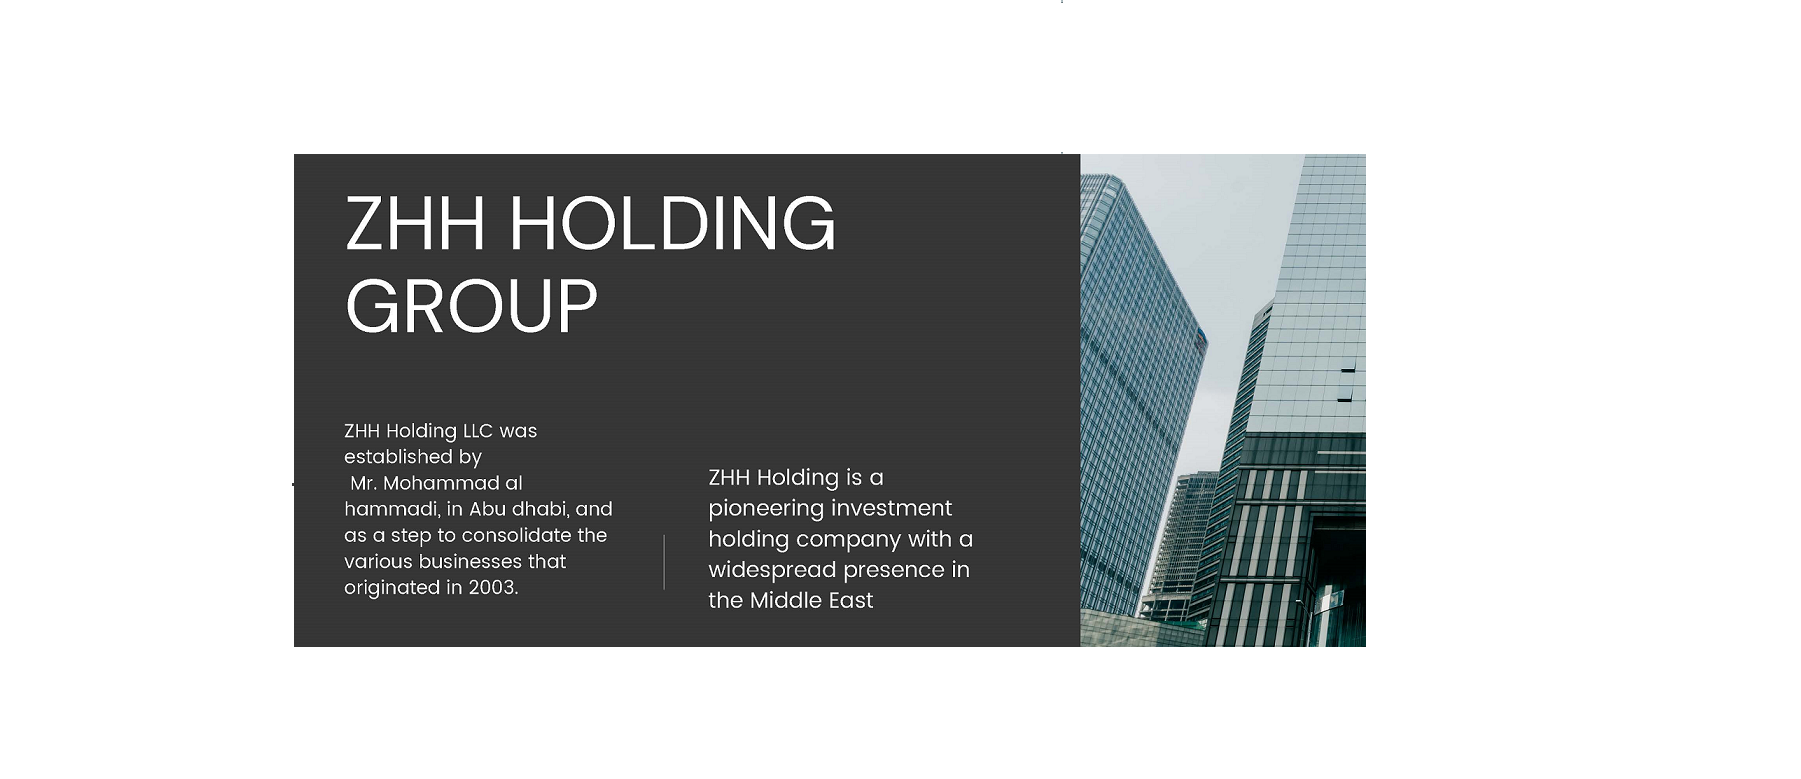 ZHH HOLDING
GROUP
ZHH Holding LLC was
established by
Mr. Mohammad al
hammadi, in Abu dhabi, and
as a step to consolidate the
various businesses that
originated in 2003.
ZHH Holding is a
pioneering investment
holding company with a
widespread presence in
the Middle East